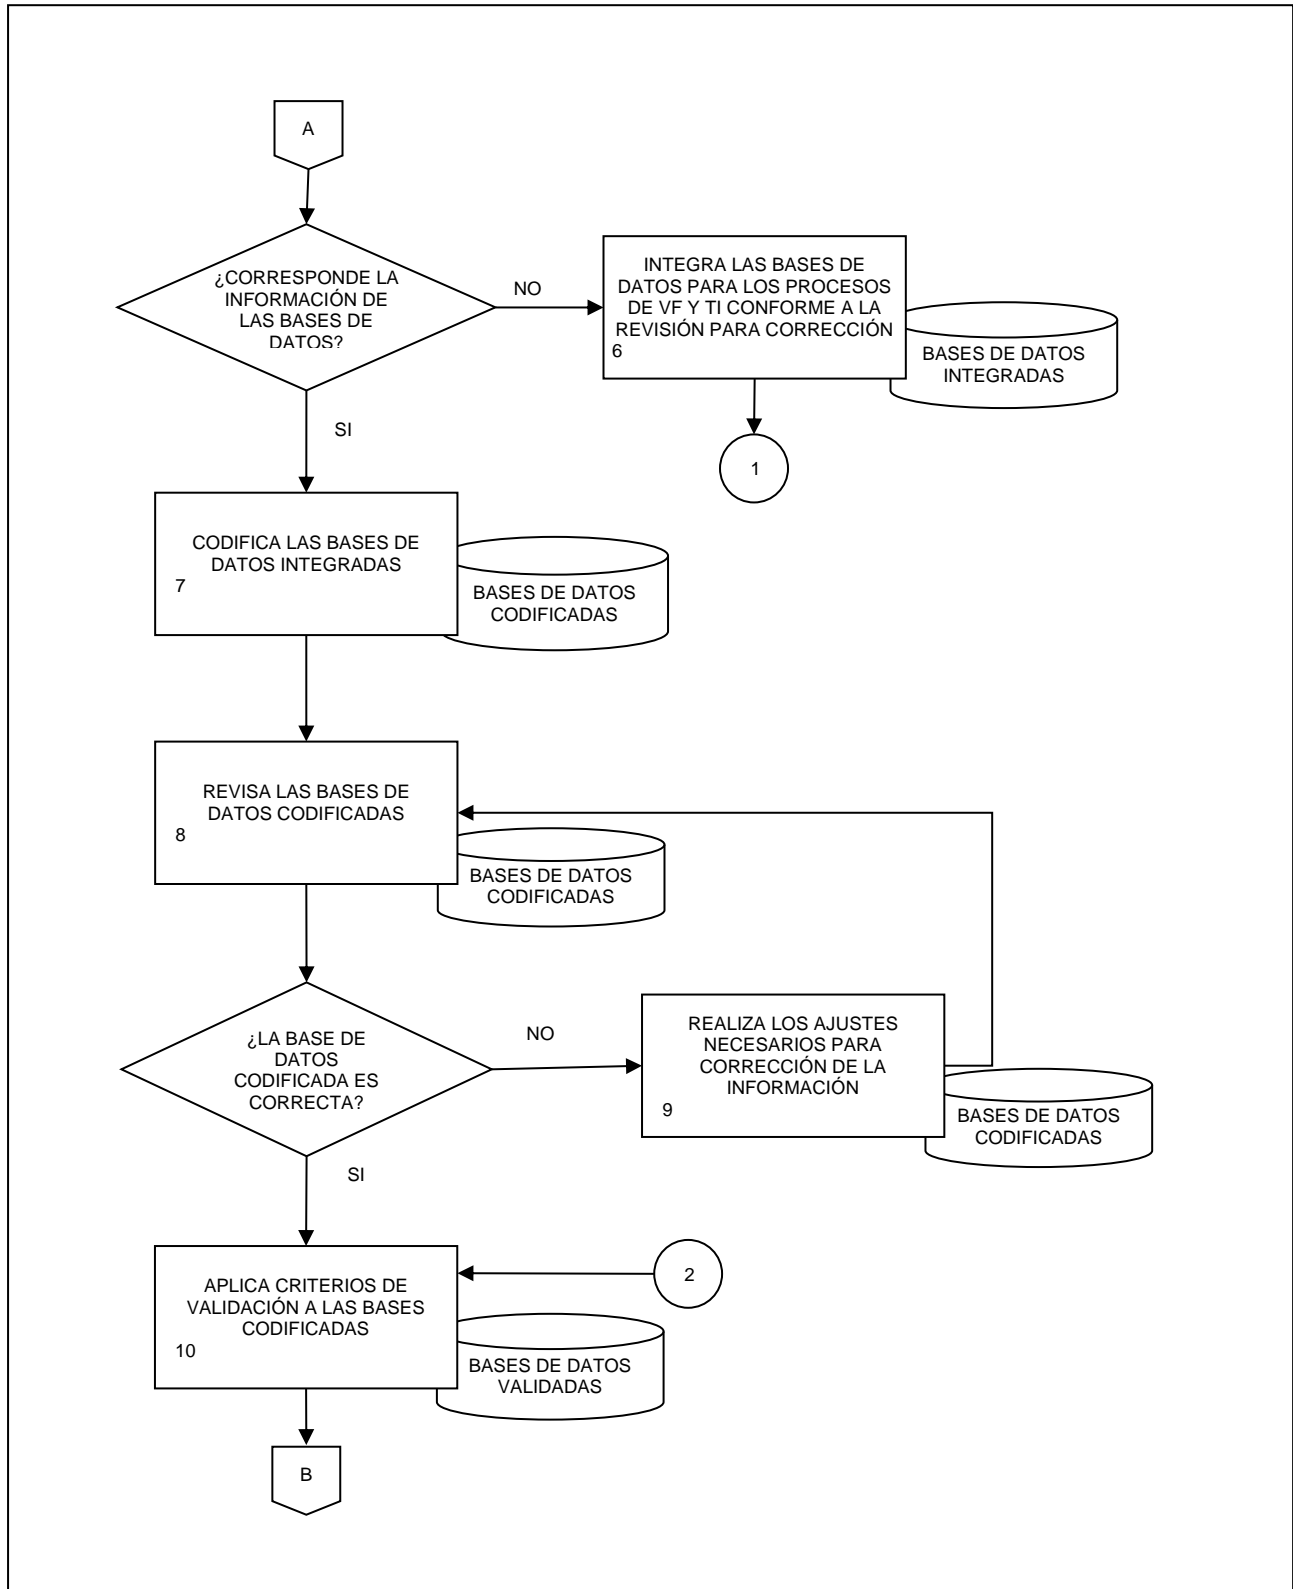 A
¿CORRESPONDE LA
INFORMACIÓN DE
LAS BASES DE
DATOS?
NO
INTEGRA LAS BASES DE
DATOS PARA LOS PROCESOS
DE VF Y TI CONFORME A LA
REVISIÓN PARA CORRECCIÓN
6
BASES DE DATOS
INTEGRADAS
SI
1
CODIFICA LAS BASES DE
DATOS INTEGRADAS
7
BASES DE DATOS
CODIFICADAS
REVISA LAS BASES DE
DATOS CODIFICADAS
8
BASES DE DATOS
CODIFICADAS
¿LA BASE DE
DATOS
CODIFICADA ES
CORRECTA?
NO
REALIZA LOS AJUSTES
NECESARIOS PARA
CORRECCIÓN DE LA
INFORMACIÓN
9
BASES DE DATOS
CODIFICADAS
SI
2
APLICA CRITERIOS DE
VALIDACIÓN A LAS BASES
CODIFICADAS
10
BASES DE DATOS
VALIDADAS
B